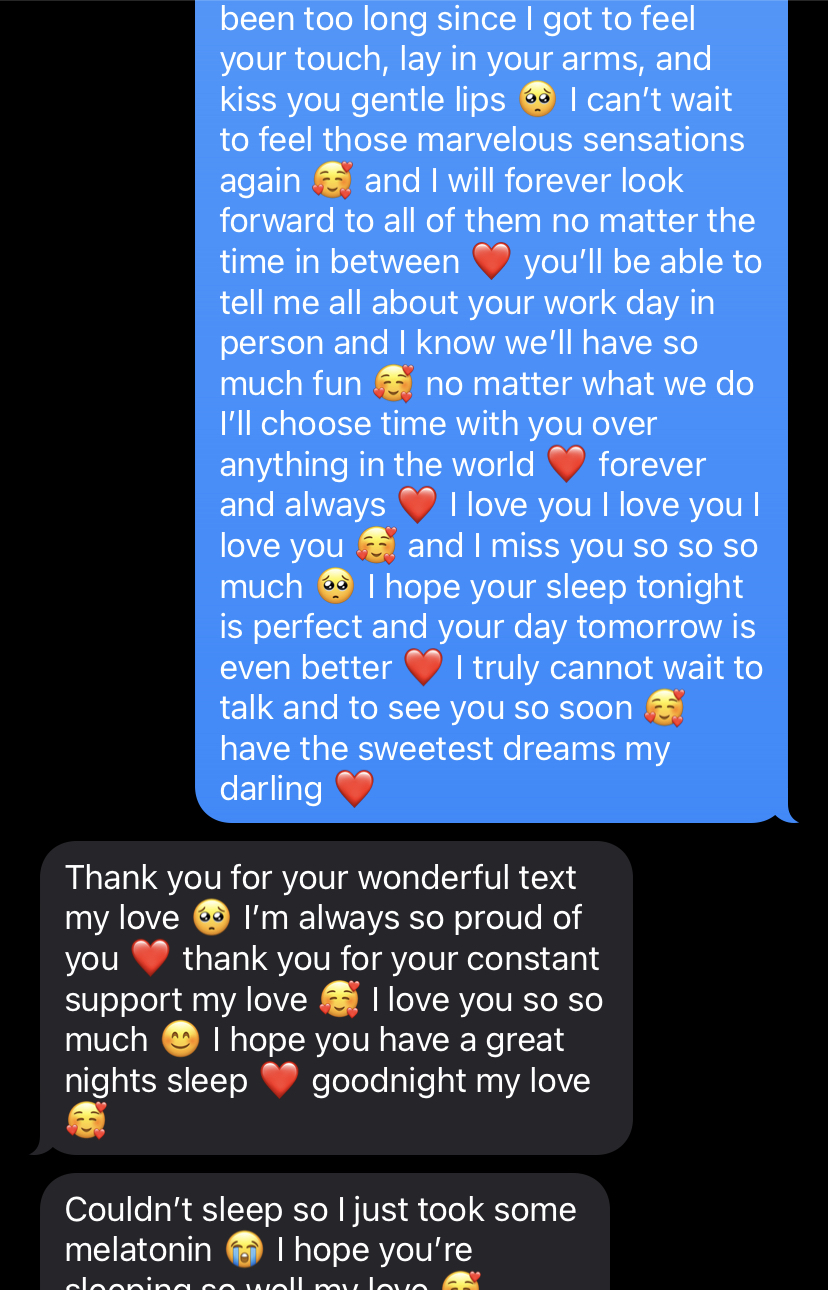 been too long since I got to feel
your touch, lay in your arms, and
kiss you gentle lips 🥺 I can’t wait
to feel those marvelous sensations
again 🥰 and I will forever look
forward to all of them no matter the
time in between ❤️ you’ll be able to
tell me all about your work day in
person and I know we’ll have so
much fun 🥰 no matter what we do
I’ll choose time with you over
anything in the world ❤️ forever
and always ❤️ I love you I love you I
love you 🥰 and I miss you so so so
much 🥺 I hope your sleep tonight
is perfect and your day tomorrow is
even better ❤️ I truly cannot wait to
talk and to see you so soon 🥰
have the sweetest dreams my
darling ❤️
Thank you for your wonderful text
my love 🥺 I’m always so proud of
you ❤️ thank you for your constant
support my love 🥰 I love you so so
much 😊 I hope you have a great
nights sleep ❤️ goodnight my love
🥰
Couldn’t sleep so I just took some
melatonin 😭 I hope you’re
sleeping so well my love 🥰